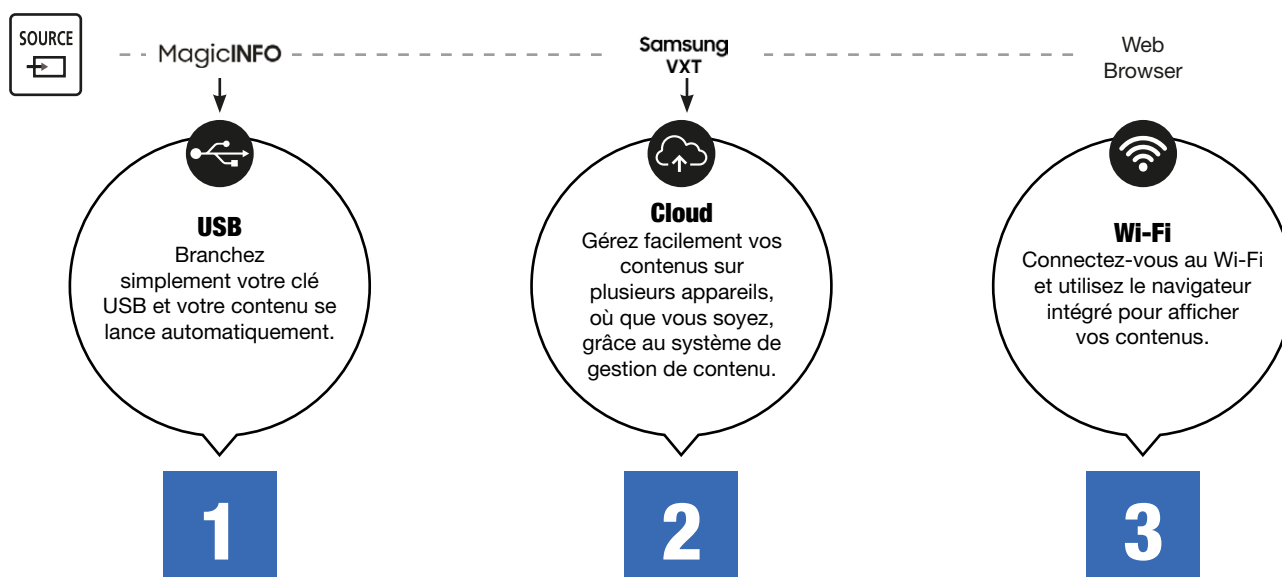 SOURCE
MagicINFO
Samsung
VXT
Web
Browser
USB
Branchez
simplement votre clé
USB et votre contenu se
lance automatiquement.
Cloud
Gérez facilement vos
contenus sur
plusieurs appareils,
où que vous soyez,
grâce au système de
gestion de contenu.
Wi-Fi
Connectez-vous au Wi-Fi
et utilisez le navigateur
intégré pour afficher
vos contenus.
1
2
3